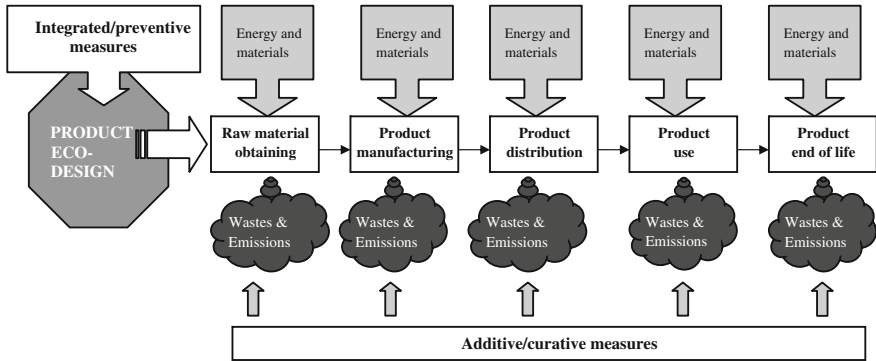 Integrated/preventive
measures
Energy and
materials
Energy and
materials
Energy and
materials
Energy and
materials
Energy and
materials
PRODUCT
ECO-
DESIGN
Raw material
obtaining
Product
manufacturing
Product
distribution
Product
use
Product
end of life
Wastes &
Emissions
Wastes &
Emissions
Wastes &
Emissions
Wastes &
Emissions
Wastes &
Emissions
Additive/curative measures